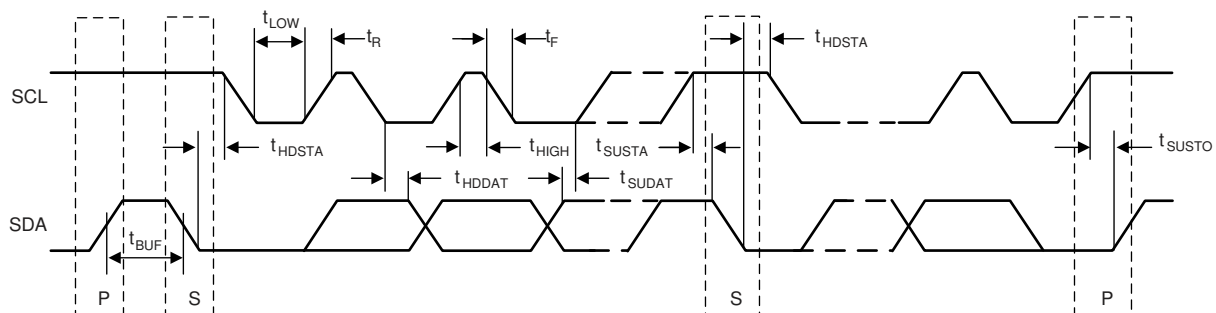 tLOW
tR
tF
tHDSTA
SCL
tHDSTA
tHIGH
tSUSTA
tSUSTO
tHDDAT
tSUDAT
SDA
tBUF
P
S
S
P